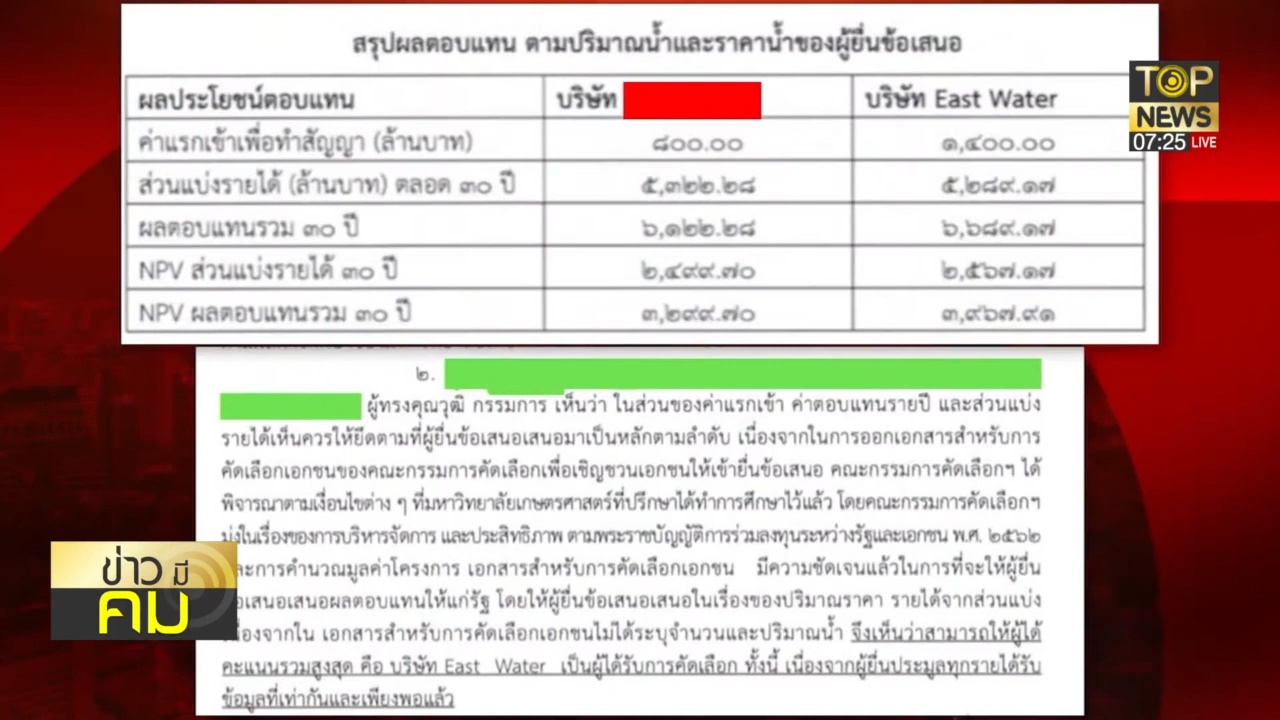 สรุปผลตอบแทน ตามปริมาณน้ำและราคาน้ำของผู้ยื่นข้อเสนอ
ผลประโยชน์ตอบแทน บริษัท บริษัท East Water
ค่าแรกเข้าเพื่อทำสัญญา (ล้านบาท) ๘๐๐.๐๐ ๑,๔๐๐.๐๐
ส่วนแบ่งรายได้ (ล้านบาท) ตลอด ๓๐ ปี ๕,๓๒๒.๒๘ ๕,๒๘๙.๑๗
ผลตอบแทนรวม ๓๐ ปี ๖,๑๒๒.๒๘ ๖,๖๘๙.๑๗
NPV ส่วนแบ่งรายได้ ๓๐ ปี ๒,๔๙๙.๗๐ ๒,๕๖๗.๑๗
NPV ผลตอบแทนรวม ๓๐ ปี ๓,๒๙๙.๗๐ ๓,๙๖๗.๙๑
TOP
NEWS
07:25 LIVE
๒.
ผู้ทรงคุณวุฒิ กรรมการ เห็นว่า ในส่วนของค่าแรกเข้า ค่าตอบแทนรายปี และส่วนแบ่ง
รายได้เห็นควรให้ยึดตามที่ผู้ยื่นข้อเสนอเสนอมาเป็นหลักตามลำดับ เนื่องจากในการออกเอกสารสำหรับการ
คัดเลือกเอกชนของคณะกรรมการคัดเลือกเพื่อเชิญชวนเอกชนให้เข้ายื่นข้อเสนอ คณะกรรมการคัดเลือกฯ ได้
พิจารณาตามเงื่อนไขต่าง ๆ ที่มหาวิทยาลัยเกษตรศาสตร์ที่ปรึกษาได้ทำการศึกษาไว้แล้ว โดยคณะกรรมการคัดเลือกฯ
มุ่งในเรื่องของการบริหารจัดการ และประสิทธิภาพ ตามพระราชบัญญัติการร่วมลงทุนระหว่างรัฐและเอกชน พ.ศ. ๒๕๖๒
และการคำนวณมูลค่าโครงการ เอกสารสำหรับการคัดเลือกเอกชน มีความชัดเจนแล้วในการที่จะให้ผู้ยื่น
ข้อเสนอเสนอผลตอบแทนให้แก่รัฐ โดยให้ผู้ยื่นข้อเสนอเสนอในเรื่องของปริมาณราคา รายได้จากส่วนแบ่ง
เนื่องจากใน เอกสารสำหรับการคัดเลือกเอกชนไม่ได้ระบุจำนวนและปริมาณน้ำ จึงเห็นว่าสามารถให้ผู้ได้
คะแนนรวมสูงสุด คือ บริษัท East Water เป็นผู้ได้รับการคัดเลือก ทั้งนี้ เนื่องจากผู้ยื่นประมูลทุกรายได้รับ
ข้อมูลที่เท่ากันและเพียงพอแล้ว
ข่าวมี
คม